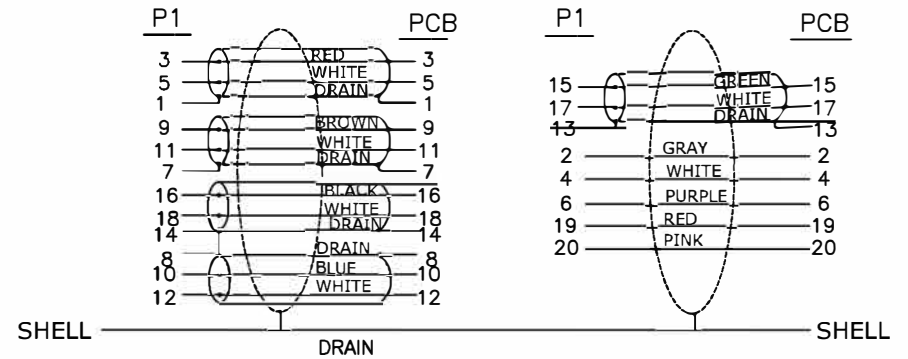 P1 PCB P1 PCB
3 RED 3
5 WHITE 5
1 DRAIN 1
9 BROWN 9
11 WHITE 11
7 DRAIN 7
16 BLACK 16
18 WHITE 18
14 DRAIN 14
8 DRAIN 8
10 BLUE 10
12 WHITE 12
15 GREEN 15
17 WHITE 17
13 DRAIN 13
2 GRAY 2
4 WHITE 4
6 PURPLE 6
19 RED 19
20 PINK 20
SHELL SHELL
DRAIN